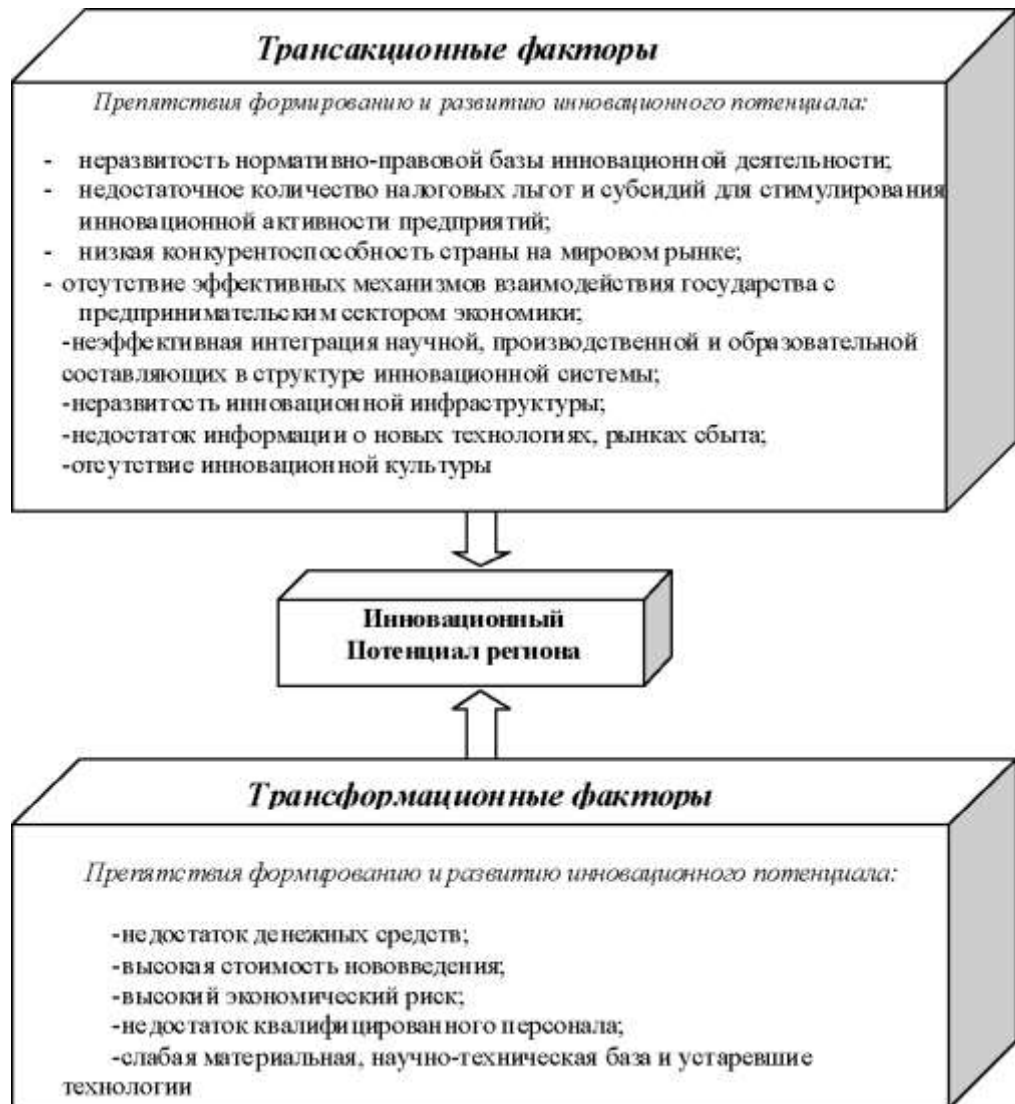 Трансакционные факторы
Препятствия формированию и развитию инновационного потенциала:
- неразвитость нормативно-правовой базы инновационной деятельности;
- недостаточное количество налоговых льгот и субсидий для стимулирования
инновационной активности предприятий;
- низкая конкурентоспособность страны на мировом рынке;
- отсутствие эффективных механизмов взаимодействия государства с
предпринимательским сектором экономики;
-неэффективная интеграция научной, производственной и образовательной
составляющих в структуре инновационной системы;
-неразвитость инновационной инфраструктуры;
-недостаток информации о новых технологиях, рынках сбыта;
-отсутствие инновационной культуры
Инновационный
Потенциал региона
Трансформационные факторы
Препятствия формированию и развитию инновационного потенциала:
-недостаток денежных средств;
-высокая стоимость нововведения;
-высокий экономический риск;
-недостаток квалифицированного персонала;
-слабая материальная, научно-техническая база и устаревшие
технологии